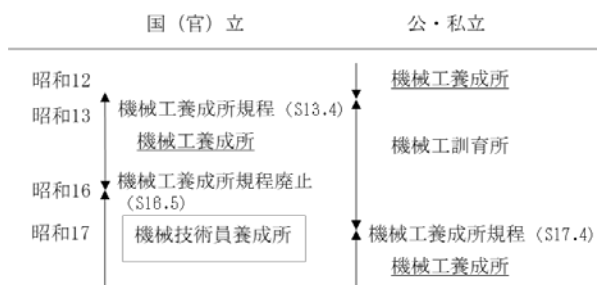 国（官）立 公・私立
昭和12 機械工養成所
昭和13 機械工養成所規程（S13.4）
機械工養成所 機械工訓育所
昭和16 機械工養成所規程廃止
(S16.5)
昭和17 機械技術員養成所 機械工養成所規程（S17.4）
機械工養成所